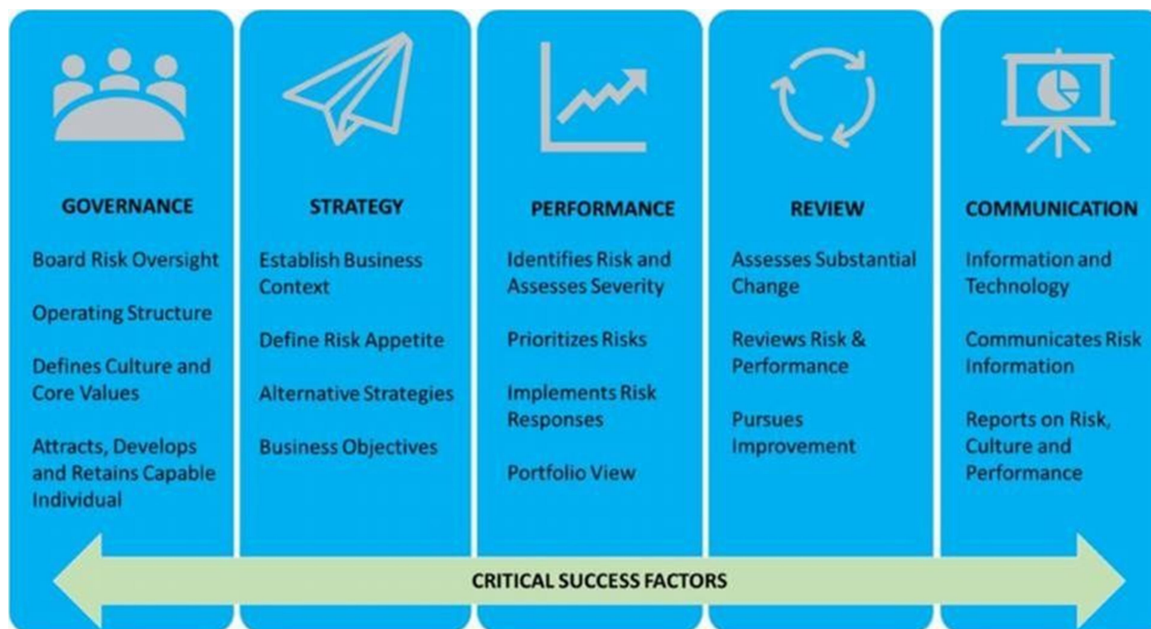 GOVERNANCE
Board Risk Oversight
Operating Structure
Defines Culture and
Core Values
Attracts, Develops
and Retains Capable
Individual
STRATEGY
Establish Business
Context
Define Risk Appetite
Alternative Strategies
Business Objectives
PERFORMANCE
Identifies Risk and
Assesses Severity
Prioritizes Risks
Implements Risk
Responses
Portfolio View
REVIEW
Assesses Substantial
Change
Reviews Risk &
Performance
Pursues
Improvement
COMMUNICATION
Information and
Technology
Communicates Risk
Information
Reports on Risk,
Culture and
Performance
CRITICAL SUCCESS FACTORS